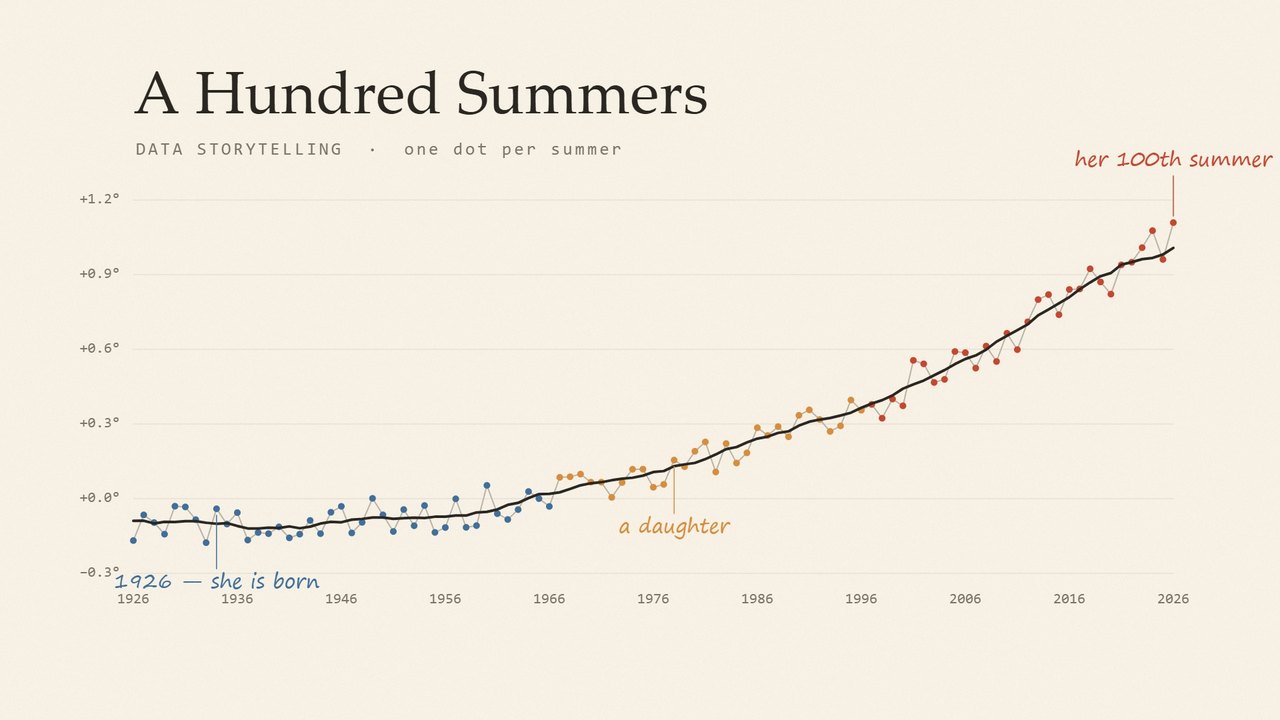 A Hundred Summers
DATA STORYTELLING · one dot per summer
her 100th summer
+1.2°
+0.9°
+0.6°
+0.3°
+0.0°
a daughter
−0.3°
1926 — she is born
1926 1936 1946 1956 1966 1976 1986 1996 2006 2016 2026